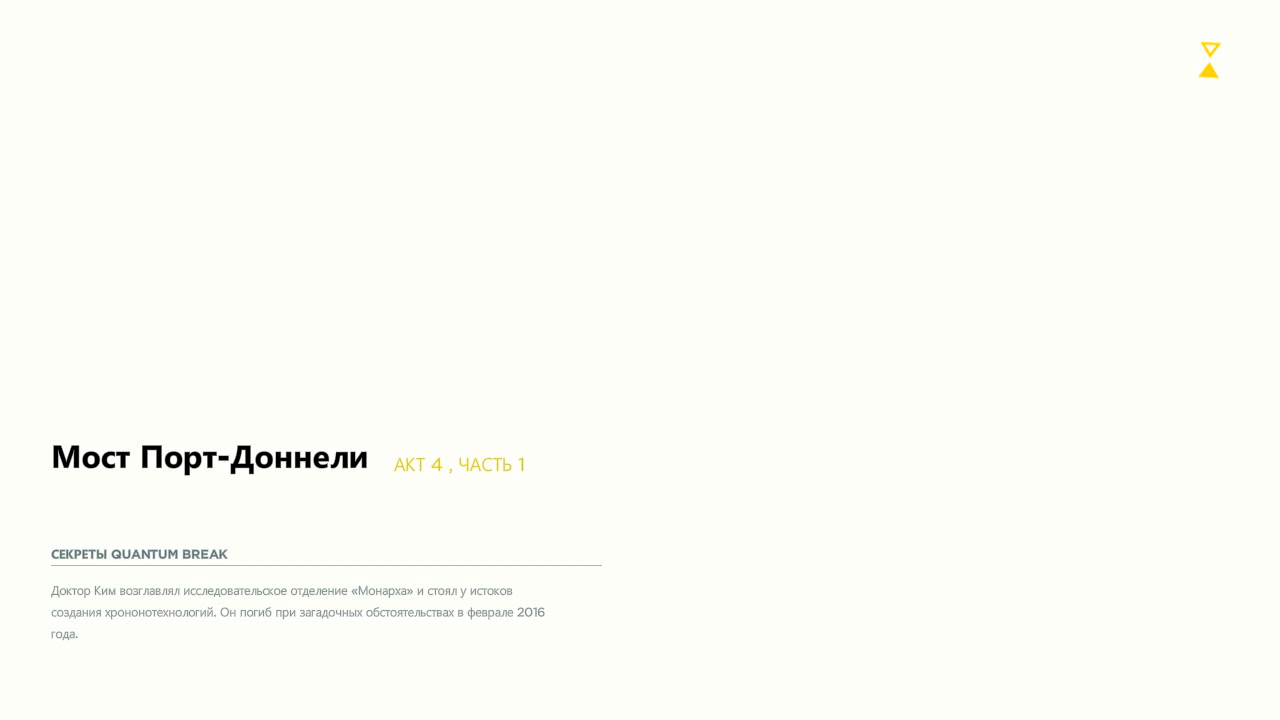 Мост Порт-Доннели АКТ 4 , ЧАСТЬ 1
СЕКРЕТЫ QUANTUM BREAK
Доктор Ким возглавлял исследовательское отделение «Монарха» и стоял у истоков
создания хрононотехнологий. Он погиб при загадочных обстоятельствах в феврале 2016
года.